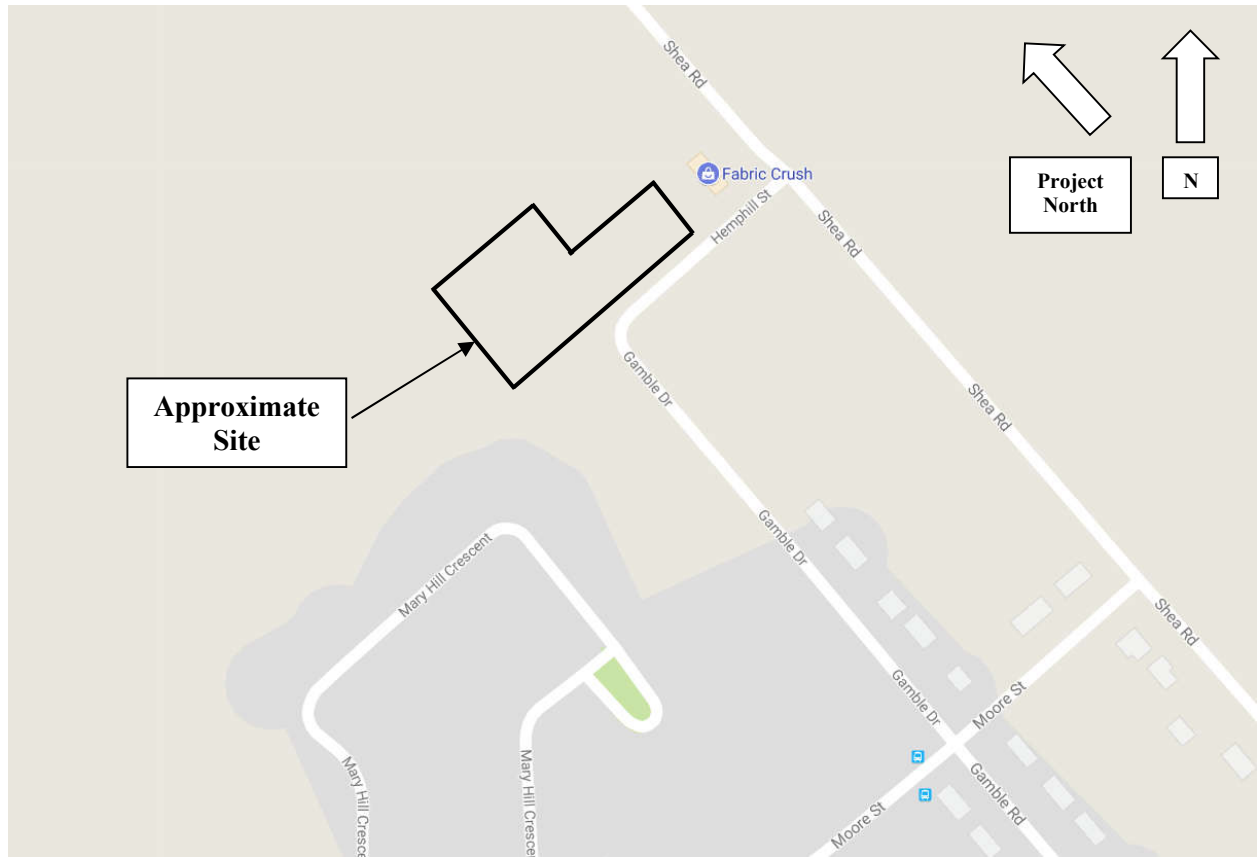 Shea Rd
Project
North
N
Fabric Crush
Hemphill St
Shea Rd
Gamble Dr
Approximate
Site
Shea Rd
Gamble Dr
Mary Hill Crescent
Shea Rd
Gamble Dr
Moore St
Mary Hill Cresce
Mary Hill Crescent
Gamble Rd
Moore St